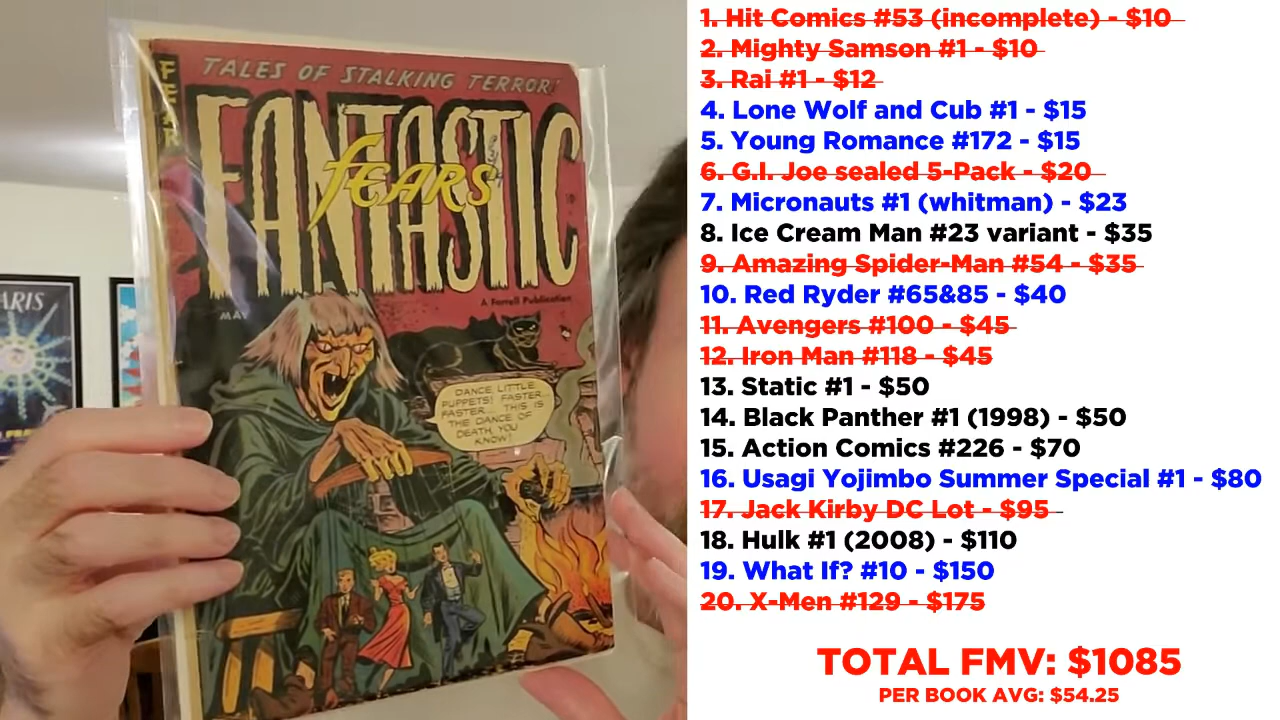 TALES OF STALKING TERROR!
FANTASTIC
FEARS
A Farrell Publication
MAY
DANCE, LITTLE
PUPPETS! FASTER...
FASTER... THIS IS
THE DANCE OF
DEATH, YOU
KNOW!
ARIS
1. Hit Comics #53 (incomplete) - $10
2. Mighty Samson #1 - $10
3. Rai #1 - $12
4. Lone Wolf and Cub #1 - $15
5. Young Romance #172 - $15
6. G.I. Joe sealed 5-Pack - $20
7. Micronauts #1 (whitman) - $23
8. Ice Cream Man #23 variant - $35
9. Amazing Spider-Man #54 - $35
10. Red Ryder #65&85 - $40
11. Avengers #100 - $45
12. Iron Man #118 - $45
13. Static #1 - $50
14. Black Panther #1 (1998) - $50
15. Action Comics #226 - $70
16. Usagi Yojimbo Summer Special #1 - $80
17. Jack Kirby DC Lot - $95
18. Hulk #1 (2008) - $110
19. What If? #10 - $150
20. X-Men #129 - $175
TOTAL FMV: $1085
PER BOOK AVG: $54.25